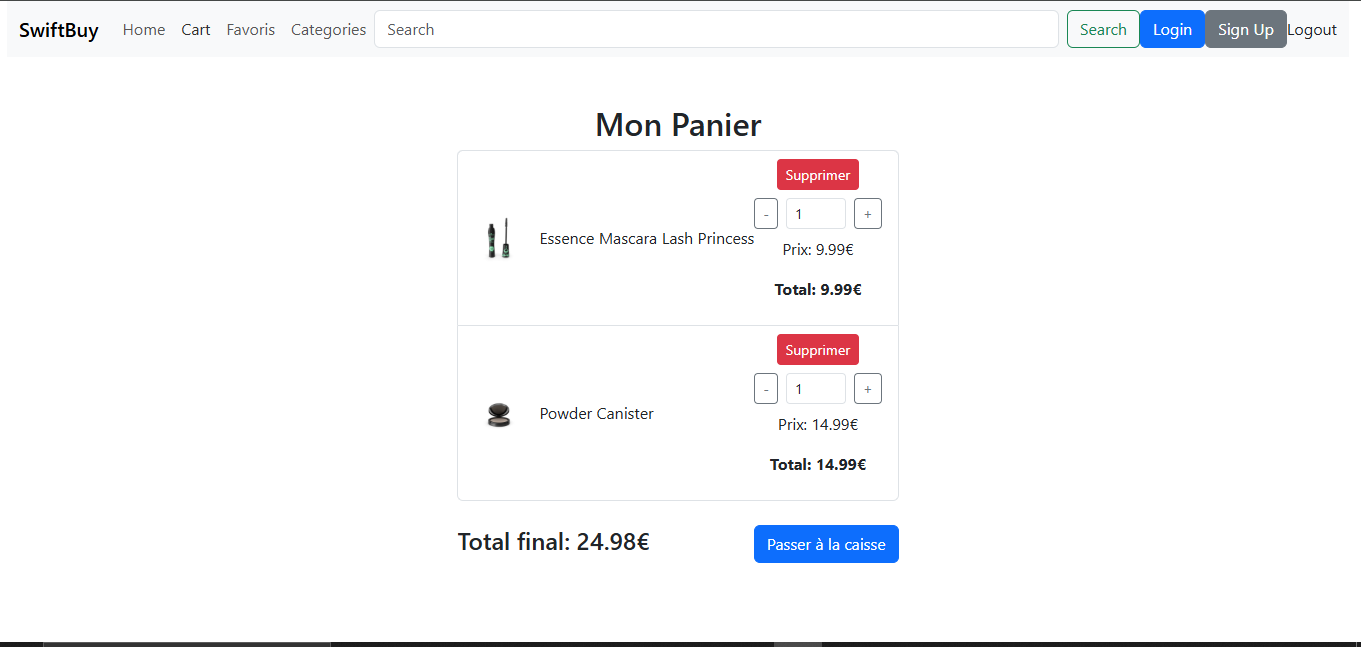 SwiftBuy Home Cart Favoris Categories Search Search Login Sign Up Logout
Mon Panier
Supprimer
- 1 +
Essence Mascara Lash Princess
Prix: 9.99€
Total: 9.99€
Supprimer
- 1 +
Powder Canister
Prix: 14.99€
Total: 14.99€
Total final: 24.98€ Passer à la caisse